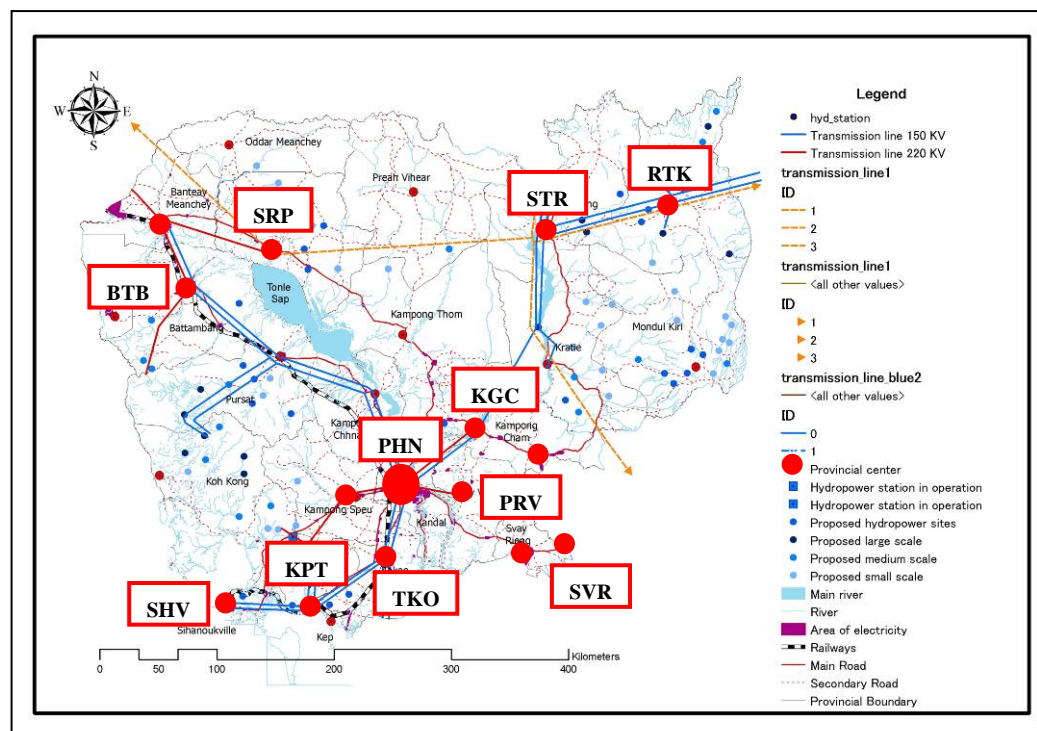 N
W E
S
Oddar Meanchey
Preah Vihear
Banteay
Meanchey
SRP
STR
RTK
BTB
Tonle
Sap
Battambang
Kampong Thom
Mondul Kiri
Kratie
Pursat
KGC
Kampong
Cham
PHN
Koh Kong
PRV
Kampong Speu
Kandal
Svay
Rieng
KPT
TKO
SVR
SHV
Sihanoukville
Kep
Kilometers
0 50 100 200 300 400
Legend
hyd_station
Transmission line 150 KV
Transmission line 220 KV
transmission_line1
ID
1
2
3
transmission_line1
<all other values>
ID
1
2
3
transmission_line_blue2
<all other values>
ID
0
1
Provincial center
Hydropower station in operation
Hydropower station in operation
Proposed hydropower sites
Proposed large scale
Proposed medium scale
Proposed small scale
Main river
River
Area of electricity
Railways
Main Road
Secondary Road
Provincial Boundary